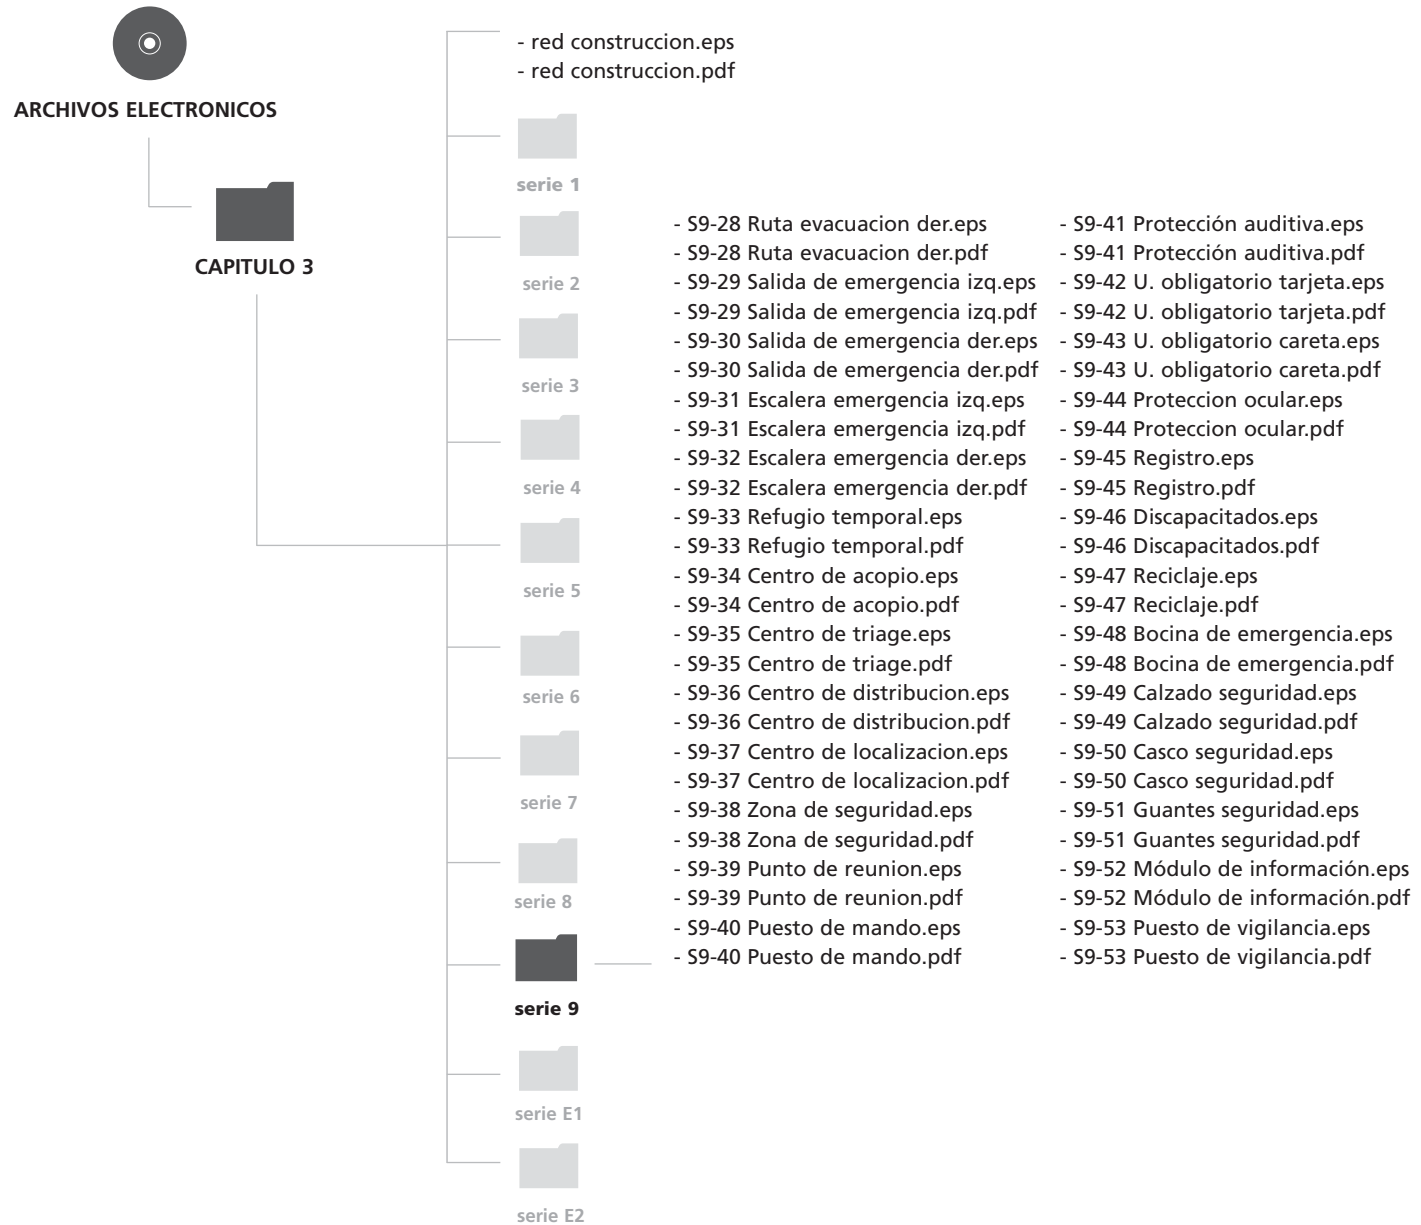 ARCHIVOS ELECTRONICOS
CAPITULO 3
- red construccion.eps
- red construccion.pdf
serie 1
serie 2
serie 3
serie 4
serie 5
serie 6
serie 7
serie 8
serie 9
serie E1
serie E2
- S9-28 Ruta evacuacion der.eps
- S9-28 Ruta evacuacion der.pdf
- S9-29 Salida de emergencia izq.eps
- S9-29 Salida de emergencia izq.pdf
- S9-30 Salida de emergencia der.eps
- S9-30 Salida de emergencia der.pdf
- S9-31 Escalera emergencia izq.eps
- S9-31 Escalera emergencia izq.pdf
- S9-32 Escalera emergencia der.eps
- S9-32 Escalera emergencia der.pdf
- S9-33 Refugio temporal.eps
- S9-33 Refugio temporal.pdf
- S9-34 Centro de acopio.eps
- S9-34 Centro de acopio.pdf
- S9-35 Centro de triage.eps
- S9-35 Centro de triage.pdf
- S9-36 Centro de distribucion.eps
- S9-36 Centro de distribucion.pdf
- S9-37 Centro de localizacion.eps
- S9-37 Centro de localizacion.pdf
- S9-38 Zona de seguridad.eps
- S9-38 Zona de seguridad.pdf
- S9-39 Punto de reunion.eps
- S9-39 Punto de reunion.pdf
- S9-40 Puesto de mando.eps
- S9-40 Puesto de mando.pdf
- S9-41 Protección auditiva.eps
- S9-41 Protección auditiva.pdf
- S9-42 U. obligatorio tarjeta.eps
- S9-42 U. obligatorio tarjeta.pdf
- S9-43 U. obligatorio careta.eps
- S9-43 U. obligatorio careta.pdf
- S9-44 Proteccion ocular.eps
- S9-44 Proteccion ocular.pdf
- S9-45 Registro.eps
- S9-45 Registro.pdf
- S9-46 Discapacitados.eps
- S9-46 Discapacitados.pdf
- S9-47 Reciclaje.eps
- S9-47 Reciclaje.pdf
- S9-48 Bocina de emergencia.eps
- S9-48 Bocina de emergencia.pdf
- S9-49 Calzado seguridad.eps
- S9-49 Calzado seguridad.pdf
- S9-50 Casco seguridad.eps
- S9-50 Casco seguridad.pdf
- S9-51 Guantes seguridad.eps
- S9-51 Guantes seguridad.pdf
- S9-52 Módulo de información.eps
- S9-52 Módulo de información.pdf
- S9-53 Puesto de vigilancia.eps
- S9-53 Puesto de vigilancia.pdf